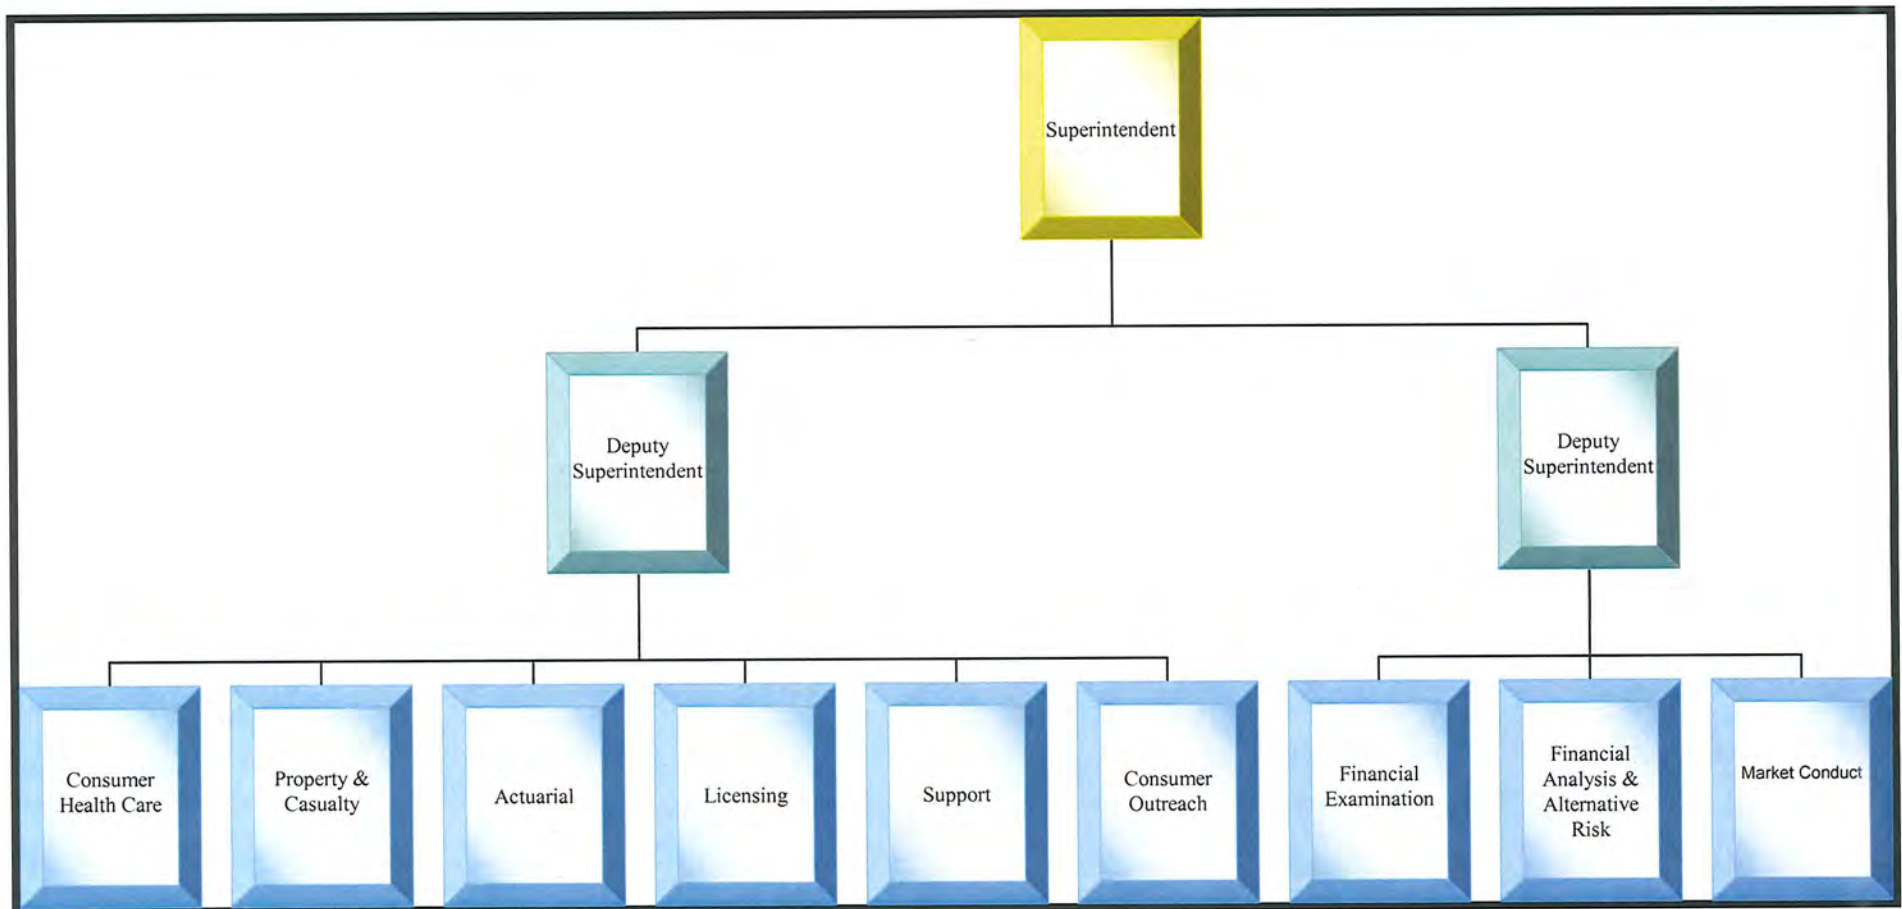 Superintendent
Deputy
Superintendent
Deputy
Superintendent
Consumer
Health Care
Property &
Casualty
Actuarial
Licensing
Support
Consumer
Outreach
Financial
Examination
Financial
Analysis &
Alternative
Risk
Market Conduct